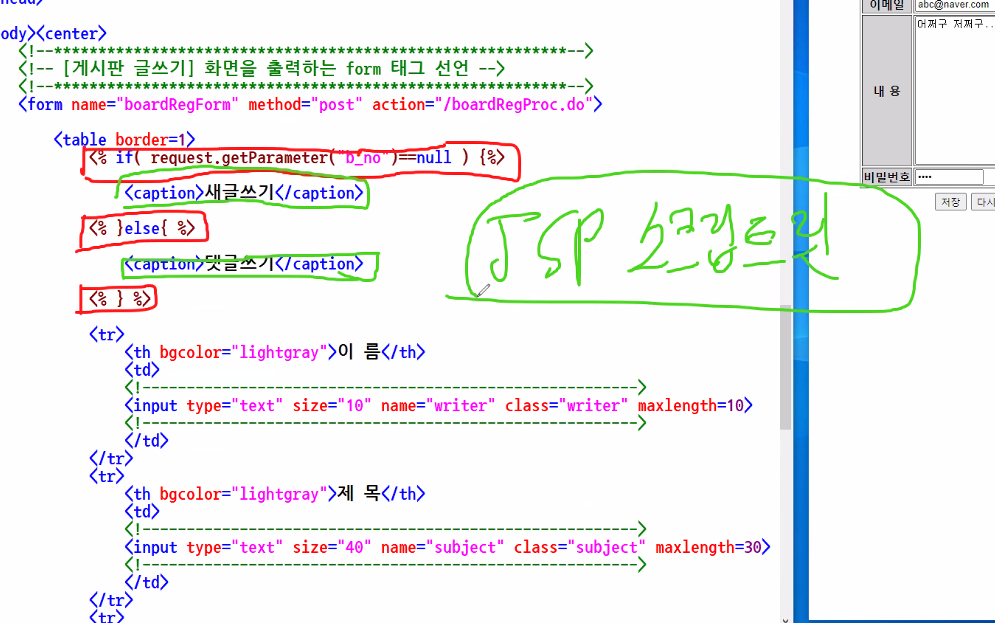 ody><center>
<!--**********************************************************-->
<!-- [게시판 글쓰기] 화면을 출력하는 form 태그 선언 -->
<!--**********************************************************-->
<form name="boardRegForm" method="post" action="/boardRegProc.do">
<table border=1>
<% if( request.getParameter("b_no")==null ) {%>
<caption>새글쓰기</caption>
<% }else{ %>
<caption>댓글쓰기</caption>
<% } %>
JSP 스크립트릿
<tr>
<th bgcolor="lightgray">이 름</th>
<td>
<!-------------------------------------------------------->
<input type="text" size="10" name="writer" class="writer" maxlength=10>
<!-------------------------------------------------------->
</td>
</tr>
<tr>
<th bgcolor="lightgray">제 목</th>
<td>
<!-------------------------------------------------------->
<input type="text" size="40" name="subject" class="subject" maxlength=30>
<!-------------------------------------------------------->
</td>
</tr>
<tr>
이메일 abc@naver.com
내 용 어쩌구 저쩌구..
비밀번호 ••••
저장 다시